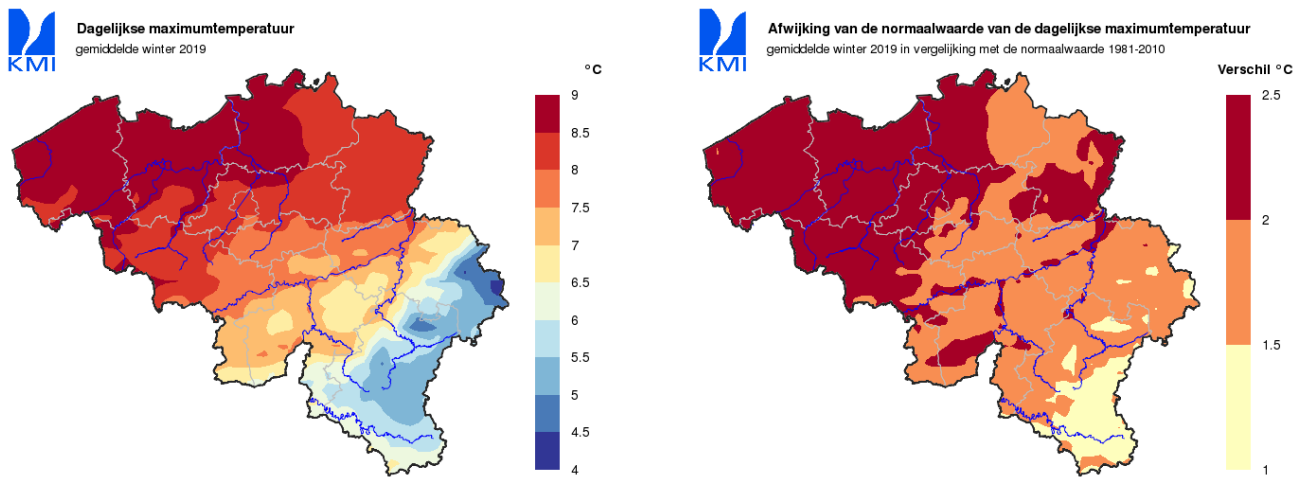 Dagelijkse maximumtemperatuur
gemiddelde winter 2019
KMI
°C
9
8.5
8
7.5
7
6.5
6
5.5
5
4.5
4
Afwijking van de normaalwaarde van de dagelijkse maximumtemperatuur
gemiddelde winter 2019 in vergelijking met de normaalwaarde 1981-2010
KMI
Verschil °C
2.5
2
1.5
1